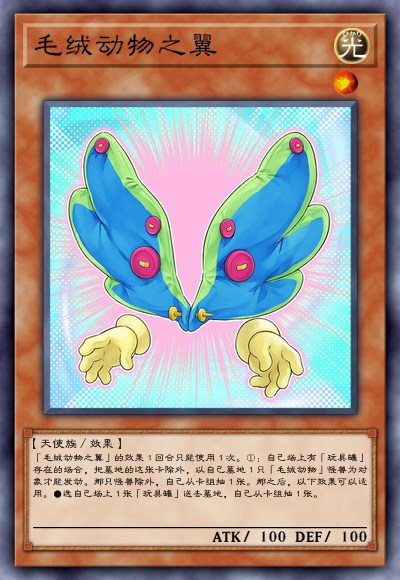 毛绒动物之翼
光
【天使族／效果】
「毛绒动物之翼」的效果1回合只能使用1次。①：自己场上有「玩具罐」
存在的场合，把墓地的这张卡除外，以自己墓地1只「毛绒动物」怪兽为对
象才能发动。那只怪兽除外，自己从卡组抽1张。那之后，以下效果可以适
用。●选自己场上1张「玩具罐」送去墓地，自己从卡组抽1张。
ATK/ 100 DEF/ 100